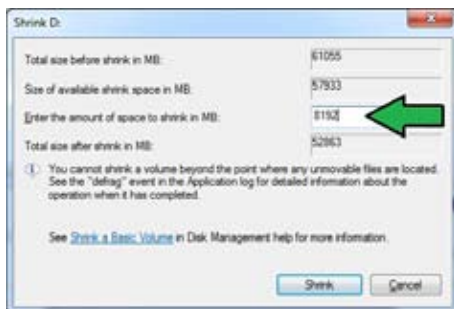 Shrink D:
Total size before shrink in MB: 61055
Size of available shrink space in MB: 57933
Enter the amount of space to shrink in MB: 8192
Total size after shrink in MB: 52863
You cannot shrink a volume beyond the point where any unmovable files are located.
See the "defrag" event in the Application log for detailed information about the
operation when it has completed.
See Shrink a Basic Volume in Disk Management help for more information.
Shrink Cancel